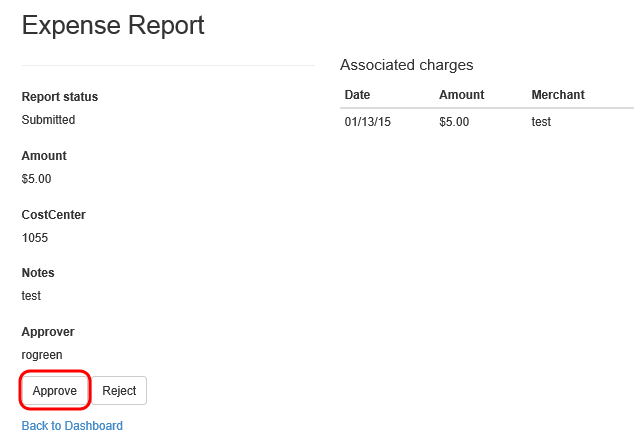 Expense Report
Report status
Submitted
Amount
$5.00
CostCenter
1055
Notes
test
Approver
rogreen
Approve Reject
Back to Dashboard
Associated charges
Date Amount Merchant
01/13/15 $5.00 test